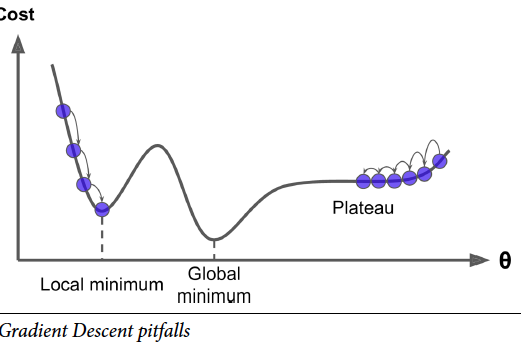 Cost
Plateau
θ
Local minimum
Global
minimum
Gradient Descent pitfalls